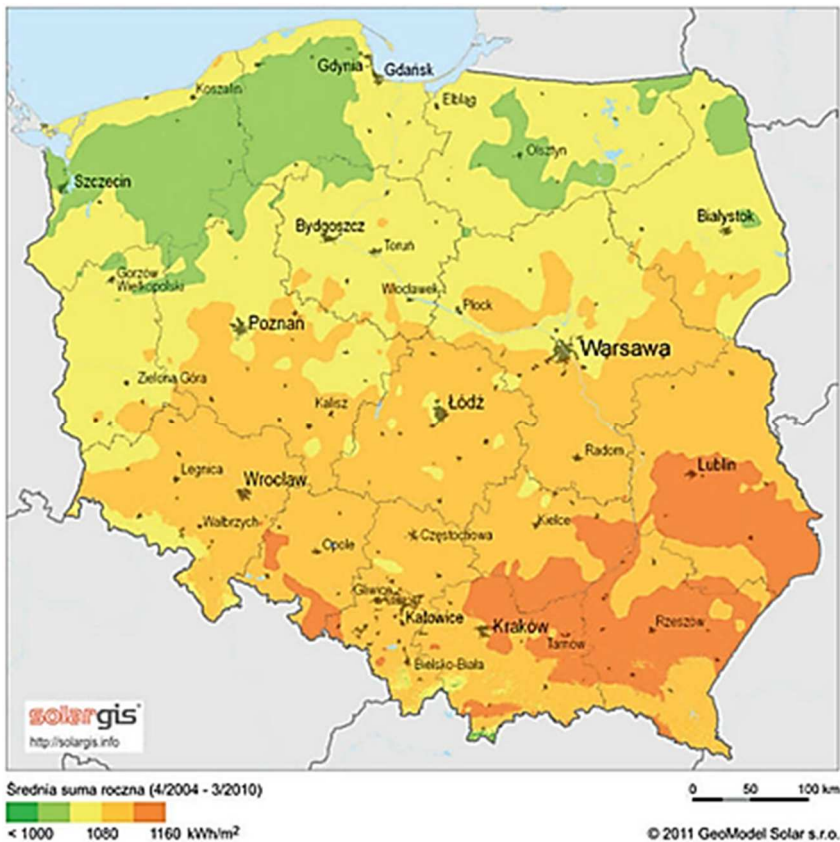 Gdynia
Gdańsk
Koszalin
Elbląg
Olsztyn
Szczecin
Białystok
Bydgoszcz
Toruń
Gorzów
Wielkopolski
Włocławek
Płock
Poznań
Warsawa
Zielona Góra
Kalisz
Łódź
Radom
Lublin
Legnica
Wrocław
Wałbrzych
Kielce
Opole
Częstochowa
Gliwice
Katowice
Kraków
Rzeszów
Tarnów
Bielsko-Biała
solargis
http://solargis.info
Średnia suma roczna (4/2004 - 3/2010)
0 50 100 km
< 1000 1080 1160 kWh/m²
© 2011 GeoModel Solar s.r.o.